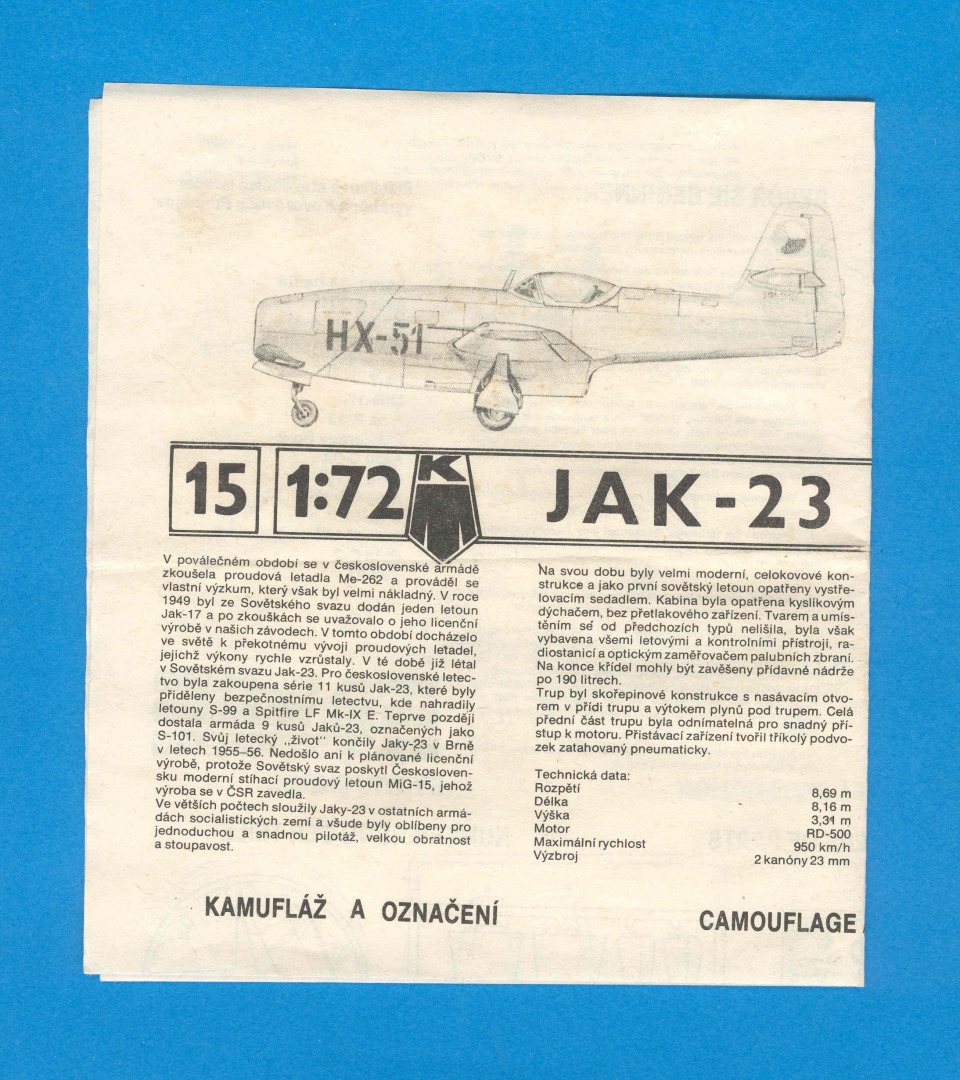 HX-51
15
1:72
K
JAK-23
V poválečném období se v československé armádě
zkoušela proudová letadla Me-262 a prováděl se
vlastní výzkum, který však byl velmi nákladný. V roce
1949 byl ze Sovětského svazu dodán jeden letoun
Jak-17 a po zkouškách se uvažovalo o jeho licenční
výrobě v našich závodech. V tomto období docházelo
ve světě k překotnému vývoji proudových letadel,
jejichž výkony rychle vzrůstaly. V té době již létal
v Sovětském svazu Jak-23. Pro československé letec-
tvo byla zakoupena série 11 kusů Jak-23, které byly
přiděleny bezpečnostnímu letectvu, kde nahradily
letouny S-99 a Spitfire LF Mk-IX E. Teprve později
dostala armáda 9 kusů Jaků-23, označených jako
S-101. Svůj letecký „život" končily Jaky-23 v Brně
v letech 1955–56. Nedošlo ani k plánované licenční
výrobě, protože Sovětský svaz poskytl Českosloven-
sku moderní stíhací proudový letoun MiG-15, jehož
výroba se v ČSR zavedla.
Ve větších počtech sloužily Jaky-23 v ostatních armá-
dách socialistických zemí a všude byly oblíbeny pro
jednoduchou a snadnou pilotáž, velkou obratnost
a stoupavost.
Na svou dobu byly velmi moderní, celokovové kon-
strukce a jako první sovětský letoun opatřeny vystře-
lovacím sedadlem. Kabina byla opatřena kyslíkovým
dýchačem, bez přetlakového zařízení. Tvarem a umís-
těním se od předchozích typů nelišila, byla však
vybavena všemi letovými a kontrolními přístroji, ra-
diostanicí a optickým zaměřovačem palubních zbraní.
Na konce křídel mohly být zavěšeny přídavné nádrže
po 190 litrech.
Trup byl skořepinové konstrukce s nasávacím otvo-
rem v přídi trupu a výtokem plynů pod trupem. Celá
přední část trupu byla odnímatelná pro snadný pří-
stup k motoru. Přistávací zařízení tvořil tříkolý podvo-
zek zatahovaný pneumaticky.
Technická data:
Rozpětí 8,69 m
Délka 8,16 m
Výška 3,31 m
Motor RD-500
Maximální rychlost 950 km/h
Výzbroj 2 kanóny 23 mm
KAMUFLÁŽ A OZNAČENÍ
CAMOUFLAGE